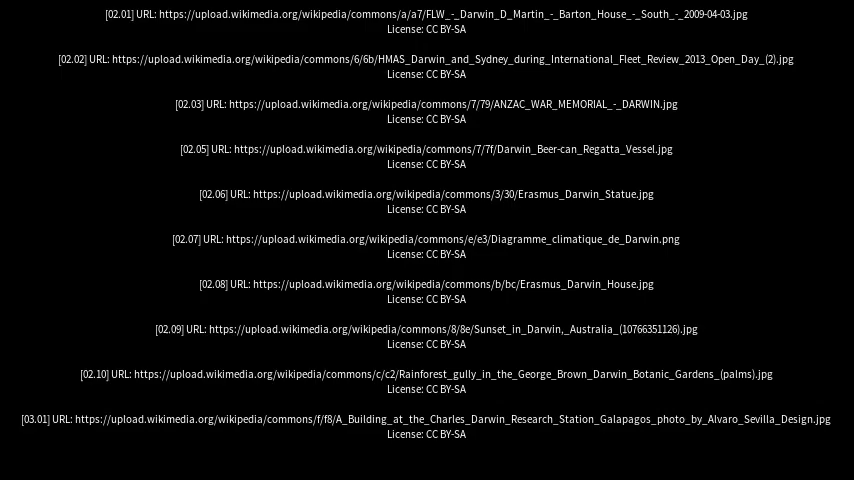 [02.01] URL: https://upload.wikimedia.org/wikipedia/commons/a/a7/FLW_-_Darwin_D_Martin_-_Barton_House_-_South_-_2009-04-03.jpg
License: CC BY-SA
[02.02] URL: https://upload.wikimedia.org/wikipedia/commons/6/6b/HMAS_Darwin_and_Sydney_during_International_Fleet_Review_2013_Open_Day_(2).jpg
License: CC BY-SA
[02.03] URL: https://upload.wikimedia.org/wikipedia/commons/7/79/ANZAC_WAR_MEMORIAL_-_DARWIN.jpg
License: CC BY-SA
[02.05] URL: https://upload.wikimedia.org/wikipedia/commons/7/7f/Darwin_Beer-can_Regatta_Vessel.jpg
License: CC BY-SA
[02.06] URL: https://upload.wikimedia.org/wikipedia/commons/3/30/Erasmus_Darwin_Statue.jpg
License: CC BY-SA
[02.07] URL: https://upload.wikimedia.org/wikipedia/commons/e/e3/Diagramme_climatique_de_Darwin.png
License: CC BY-SA
[02.08] URL: https://upload.wikimedia.org/wikipedia/commons/b/bc/Erasmus_Darwin_House.jpg
License: CC BY-SA
[02.09] URL: https://upload.wikimedia.org/wikipedia/commons/8/8e/Sunset_in_Darwin,_Australia_(10766351126).jpg
License: CC BY-SA
[02.10] URL: https://upload.wikimedia.org/wikipedia/commons/c/c2/Rainforest_gully_in_the_George_Brown_Darwin_Botanic_Gardens_(palms).jpg
License: CC BY-SA
[03.01] URL: https://upload.wikimedia.org/wikipedia/commons/f/f8/A_Building_at_the_Charles_Darwin_Research_Station_Galapagos_photo_by_Alvaro_Sevilla_Design.jpg
License: CC BY-SA